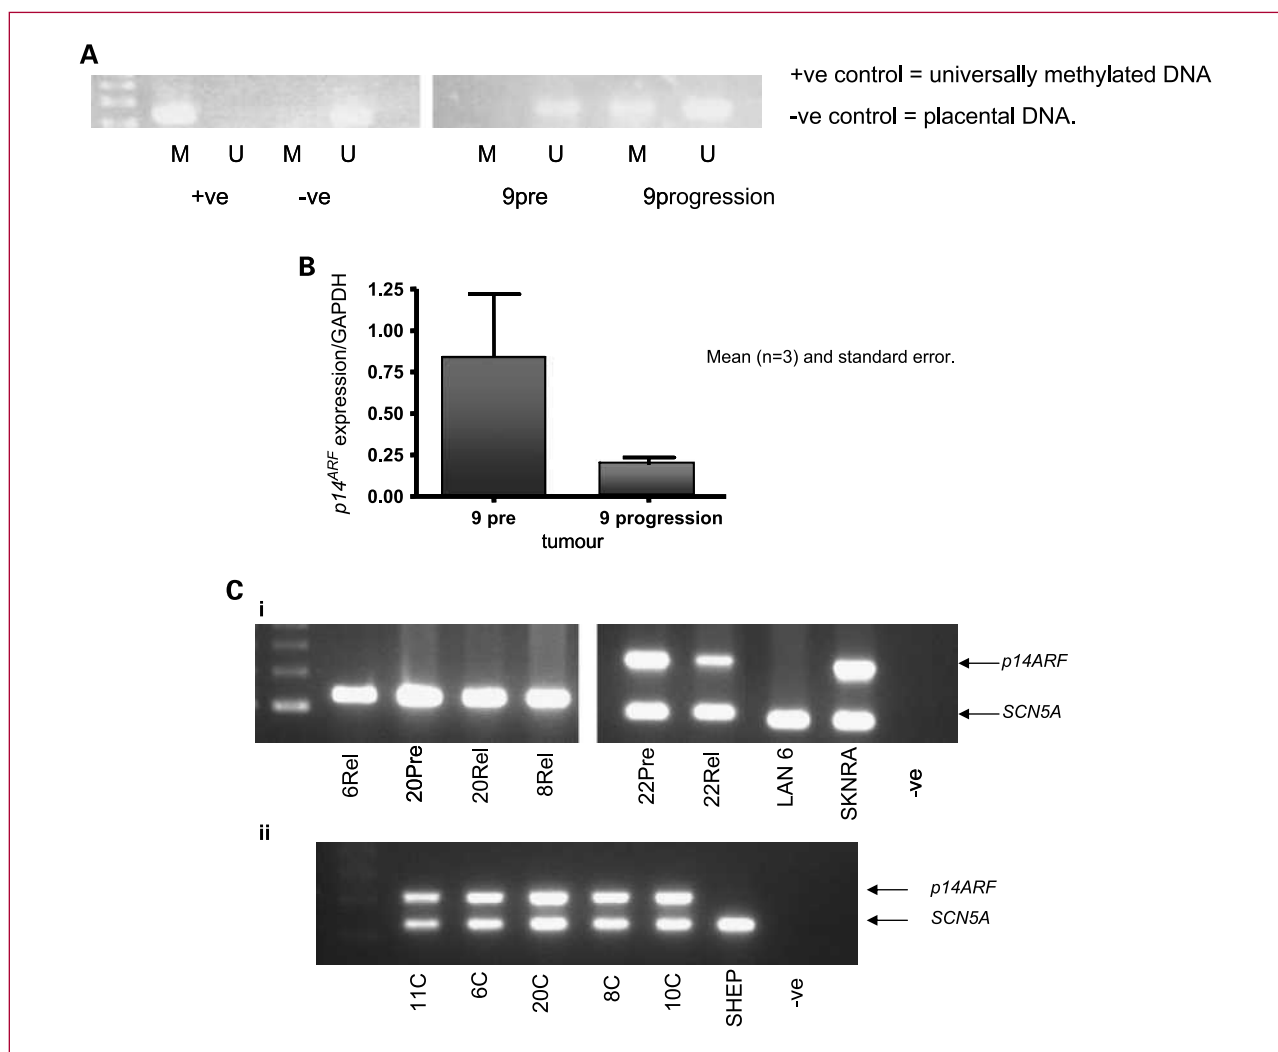 A
+ve control = universally methylated DNA
-ve control = placental DNA.
M U M U M U M U
+ve -ve 9pre 9progression
B
p14ARF expression/GAPDH
1.25
1.00
0.75
0.50
0.25
0.00
Mean (n=3) and standard error.
9 pre 9 progression
tumour
C
i
p14ARF
SCN5A
6Rel 20Pre 20Rel 8Rel 22Pre 22Rel LAN 6 SKNRA -ve
ii
p14ARF
SCN5A
11C 6C 20C 8C 10C SHEP -ve